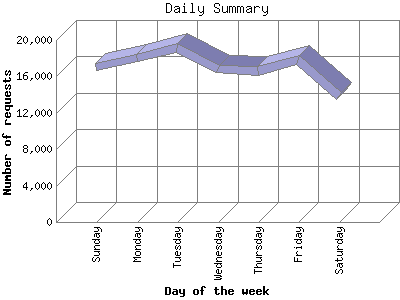 Daily Summary
Number of requests
20,000
16,000
12,000
8,000
4,000
0
Sunday
Monday
Tuesday
Wednesday
Thursday
Friday
Saturday
Day of the week